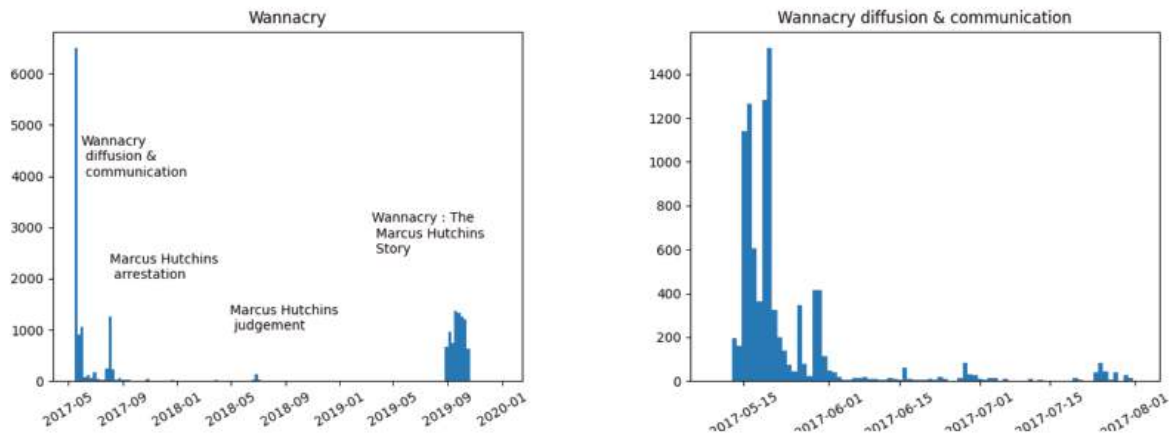 Wannacry
6000
5000
4000
3000
2000
1000
0
Wannacry
diffusion &
communication
Marcus Hutchins
arrestation
Marcus Hutchins
judgement
Wannacry : The
Marcus Hutchins
Story
2017-05
2017-09
2018-01
2018-05
2018-09
2019-01
2019-05
2019-09
2020-01
Wannacry diffusion & communication
1400
1200
1000
800
600
400
200
0
2017-05-15
2017-06-01
2017-06-15
2017-07-01
2017-07-15
2017-08-01